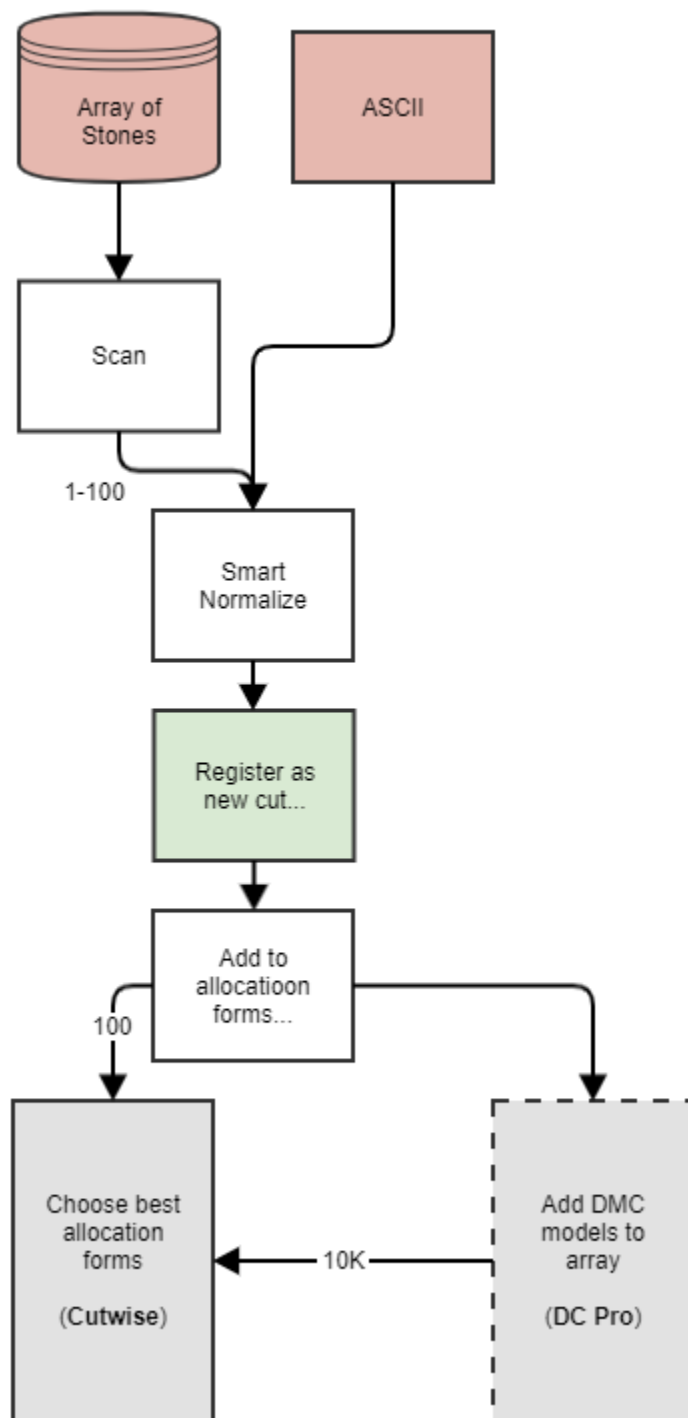 Array of
Stones
ASCII
Scan
1-100
Smart
Normalize
Register as
new cut...
Add to
allocatioon
forms...
100
Choose best
allocation
forms
(Cutwise)
10K
Add DMC
models to
array
(DC Pro)